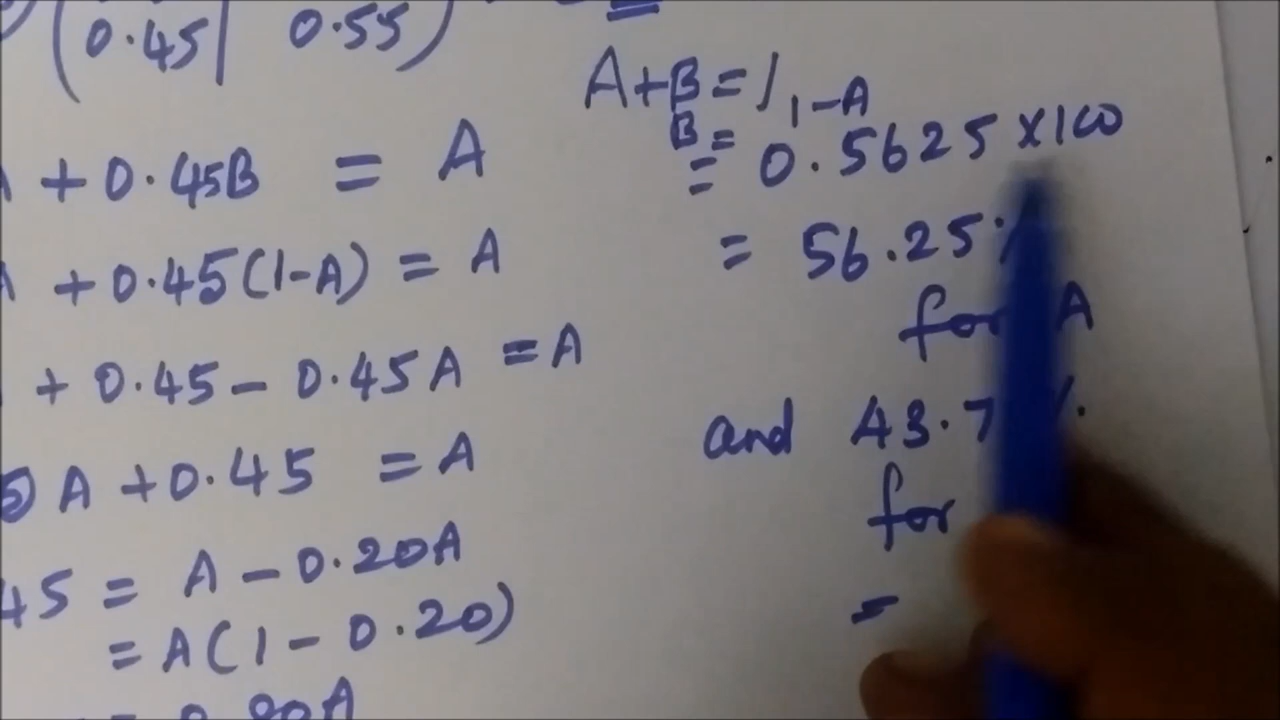 0.45 0.55)
+ 0.45B = A
+ 0.45(1-A) = A
+ 0.45 - 0.45A = A
A + 0.45 = A
45 = A - 0.20A
= A(1 - 0.20)
A+B = 1
B = 1-A
= 0.5625 x 100
= 56.25%
for A
and 43.7
for
=